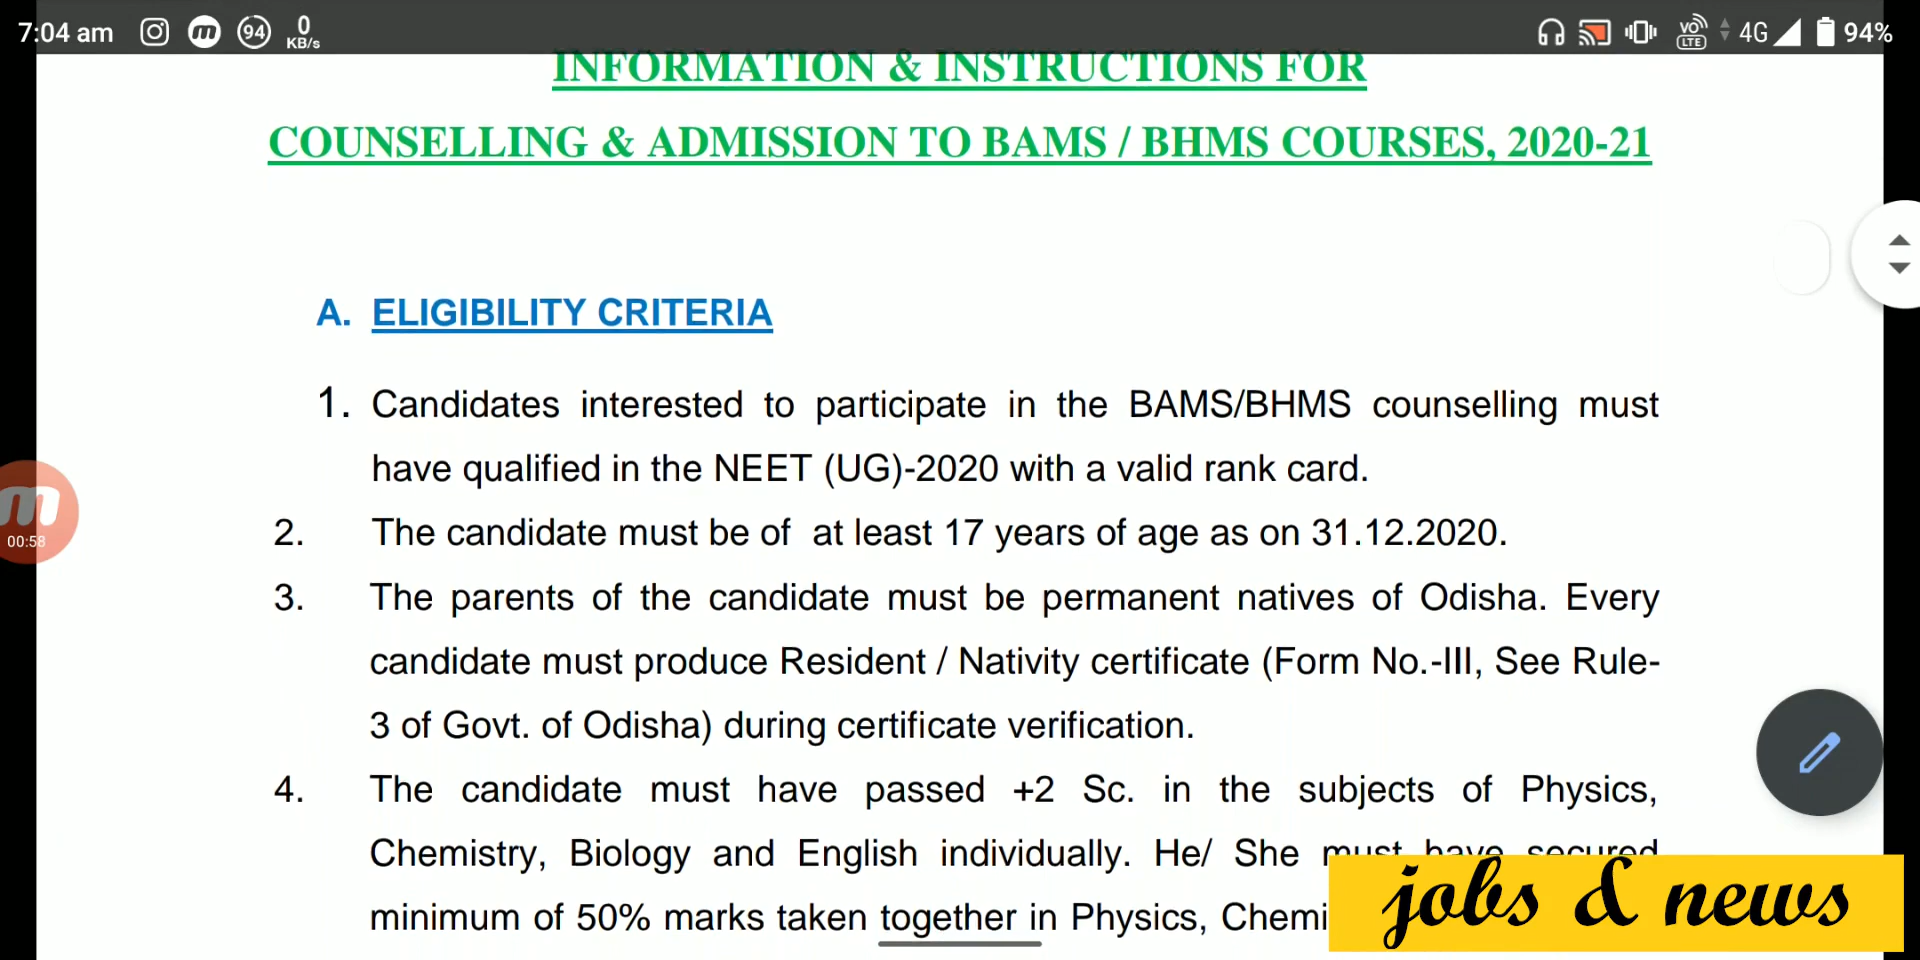 7:04 am 94 0 KB/s VO LTE 4G 94%
INFORMATION & INSTRUCTIONS FOR
COUNSELLING & ADMISSION TO BAMS / BHMS COURSES, 2020-21
A. ELIGIBILITY CRITERIA
1. Candidates interested to participate in the BAMS/BHMS counselling must
have qualified in the NEET (UG)-2020 with a valid rank card.
2. The candidate must be of at least 17 years of age as on 31.12.2020.
3. The parents of the candidate must be permanent natives of Odisha. Every
candidate must produce Resident / Nativity certificate (Form No.-III, See Rule-
3 of Govt. of Odisha) during certificate verification.
4. The candidate must have passed +2 Sc. in the subjects of Physics,
Chemistry, Biology and English individually. He/ She must have secured
minimum of 50% marks taken together in Physics, Chemi
m
00:58
jobs & news